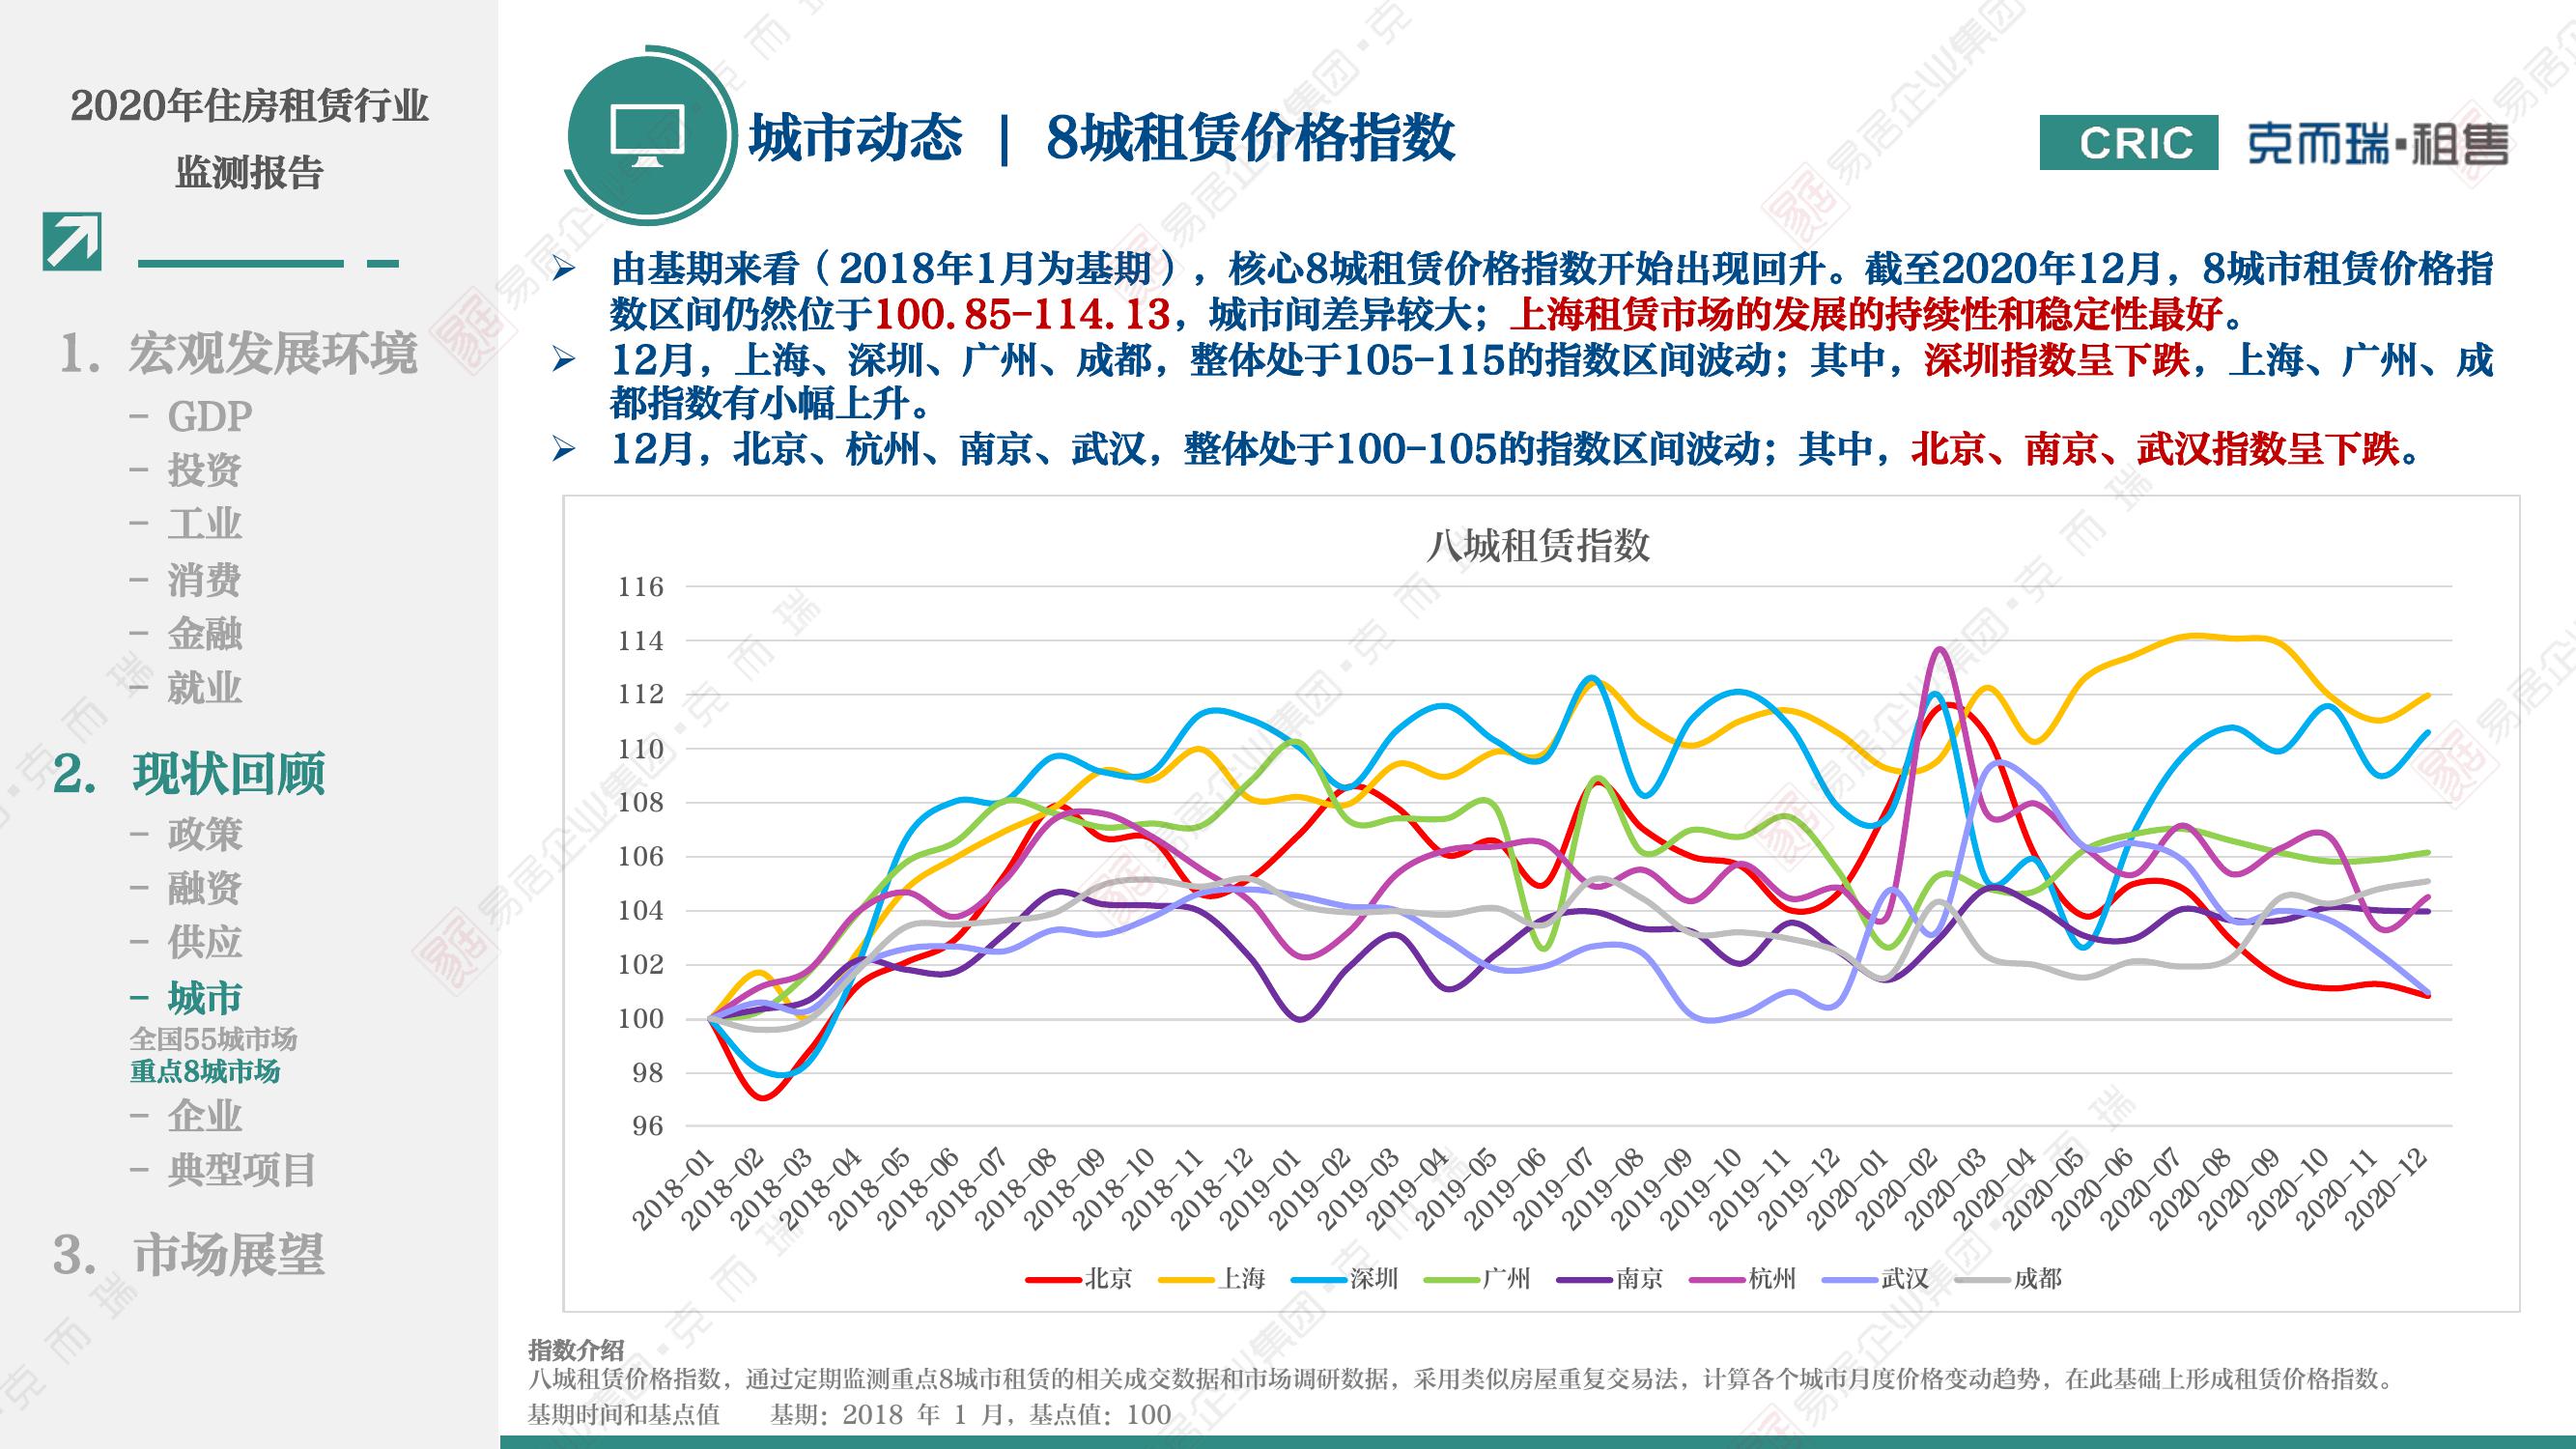 2020年住房租赁行业
监测报告
1. 宏观发展环境
– GDP
– 投资
– 工业
– 消费
– 金融
– 就业
2. 现状回顾
– 政策
– 融资
– 供应
– 城市
全国55城市场
重点8城市场
– 企业
– 典型项目
3. 市场展望
城市动态 | 8城租赁价格指数
CRIC 克而瑞·租售
由基期来看（2018年1月为基期），核心8城租赁价格指数开始出现回升。截至2020年12月，8城市租赁价格指
数区间仍然位于100.85-114.13，城市间差异较大；上海租赁市场的发展的持续性和稳定性最好。
12月，上海、深圳、广州、成都，整体处于105-115的指数区间波动；其中，深圳指数呈下跌，上海、广州、成
都指数有小幅上升。
12月，北京、杭州、南京、武汉，整体处于100-105的指数区间波动；其中，北京、南京、武汉指数呈下跌。
八城租赁指数
116
114
112
110
108
106
104
102
100
98
96
2018-01 2018-02 2018-03 2018-04 2018-05 2018-06 2018-07 2018-08 2018-09 2018-10 2018-11 2018-12 2019-01 2019-02 2019-03 2019-04 2019-05 2019-06 2019-07 2019-08 2019-09 2019-10 2019-11 2019-12 2020-01 2020-02 2020-03 2020-04 2020-05 2020-06 2020-07 2020-08 2020-09 2020-10 2020-11 2020-12
北京 上海 深圳 广州 南京 杭州 武汉 成都
指数介绍
八城租赁价格指数，通过定期监测重点8城市租赁的相关成交数据和市场调研数据，采用类似房屋重复交易法，计算各个城市月度价格变动趋势，在此基础上形成租赁价格指数。
基期时间和基点值 基期：2018 年 1 月，基点值：100
易居企业集团·克而瑞